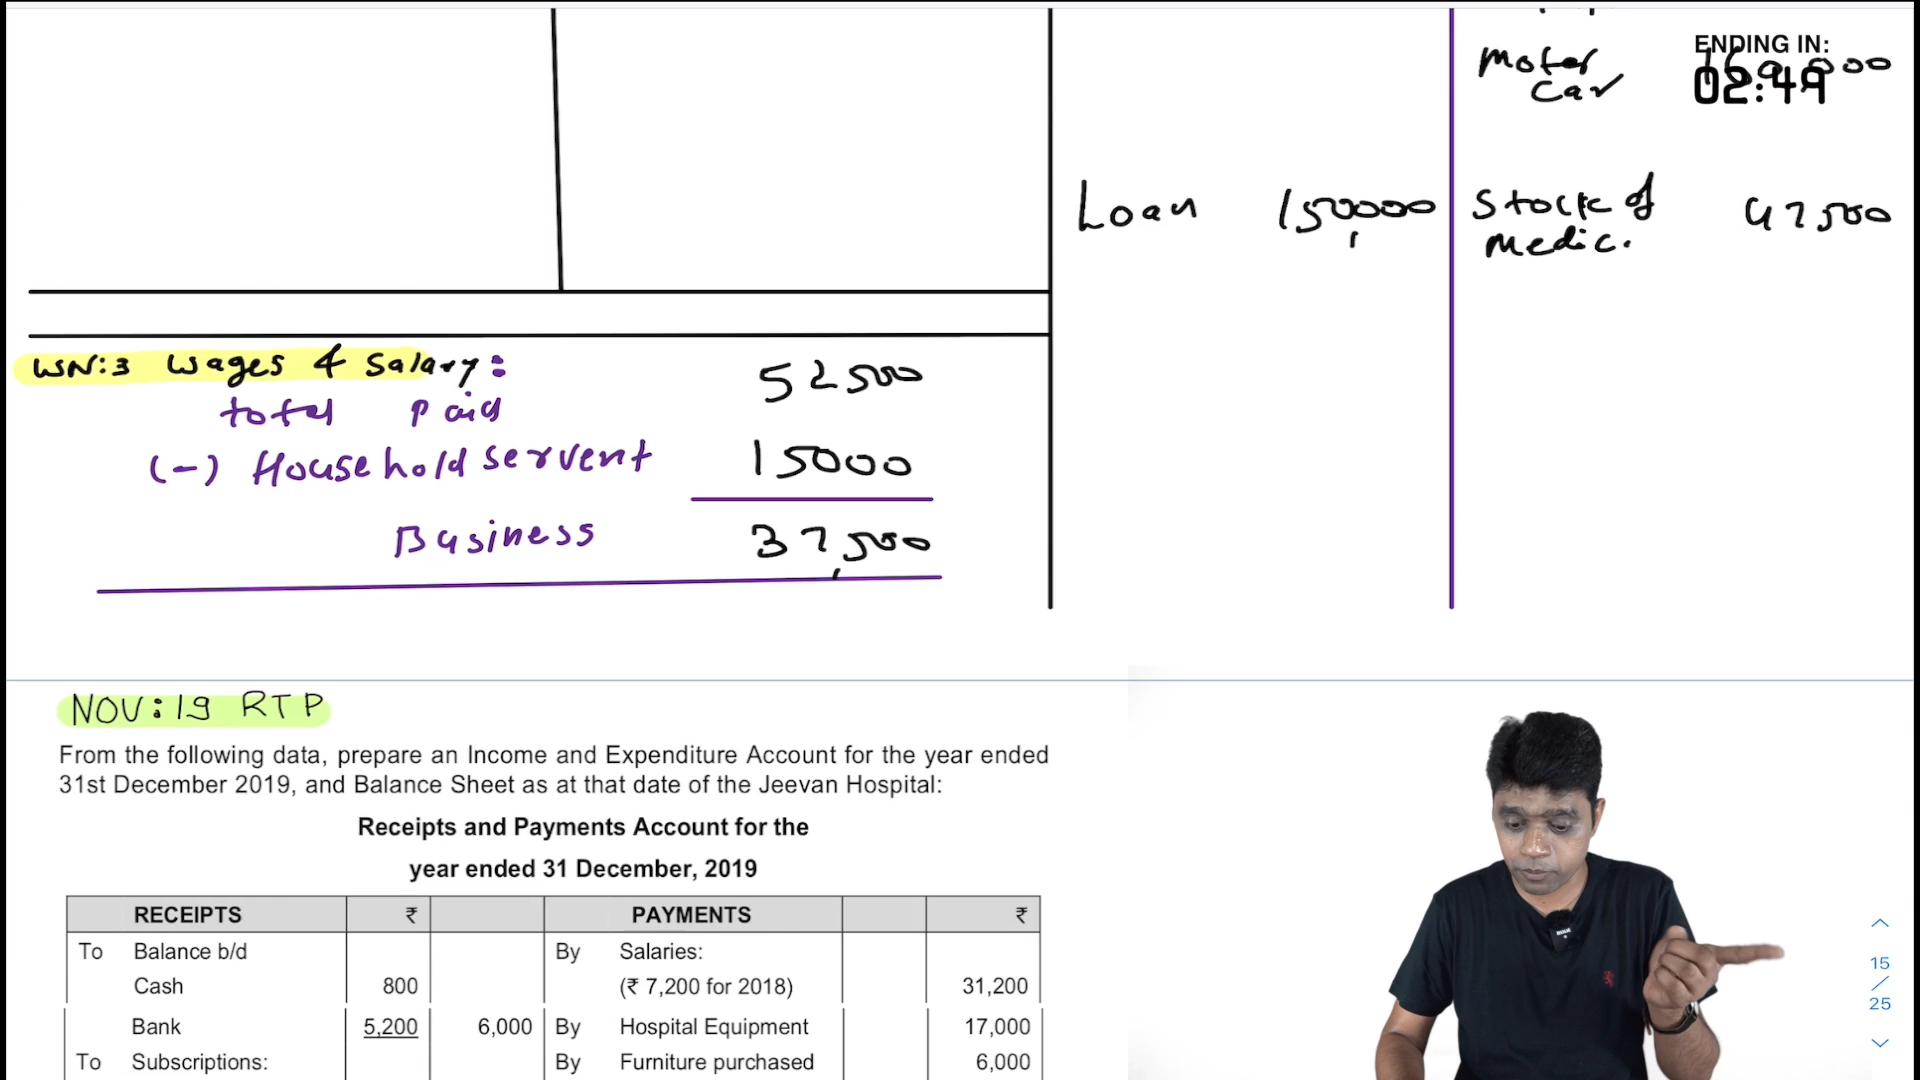 ENDING IN:
02:49
Motor
Car
Loan 150,000 Stock of 47500
Medic.
WN:3 Wages & Salary: 52500
total Paid
(-) Household servent 15000
Business 37,500
NOV:19 RTP
From the following data, prepare an Income and Expenditure Account for the year ended
31st December 2019, and Balance Sheet as at that date of the Jeevan Hospital:
Receipts and Payments Account for the
year ended 31 December, 2019
RECEIPTS ₹ PAYMENTS ₹
To Balance b/d By Salaries:
Cash 800 (₹ 7,200 for 2018) 31,200
Bank 5,200 6,000 By Hospital Equipment 17,000
To Subscriptions: By Furniture purchased 6,000
15
/
25